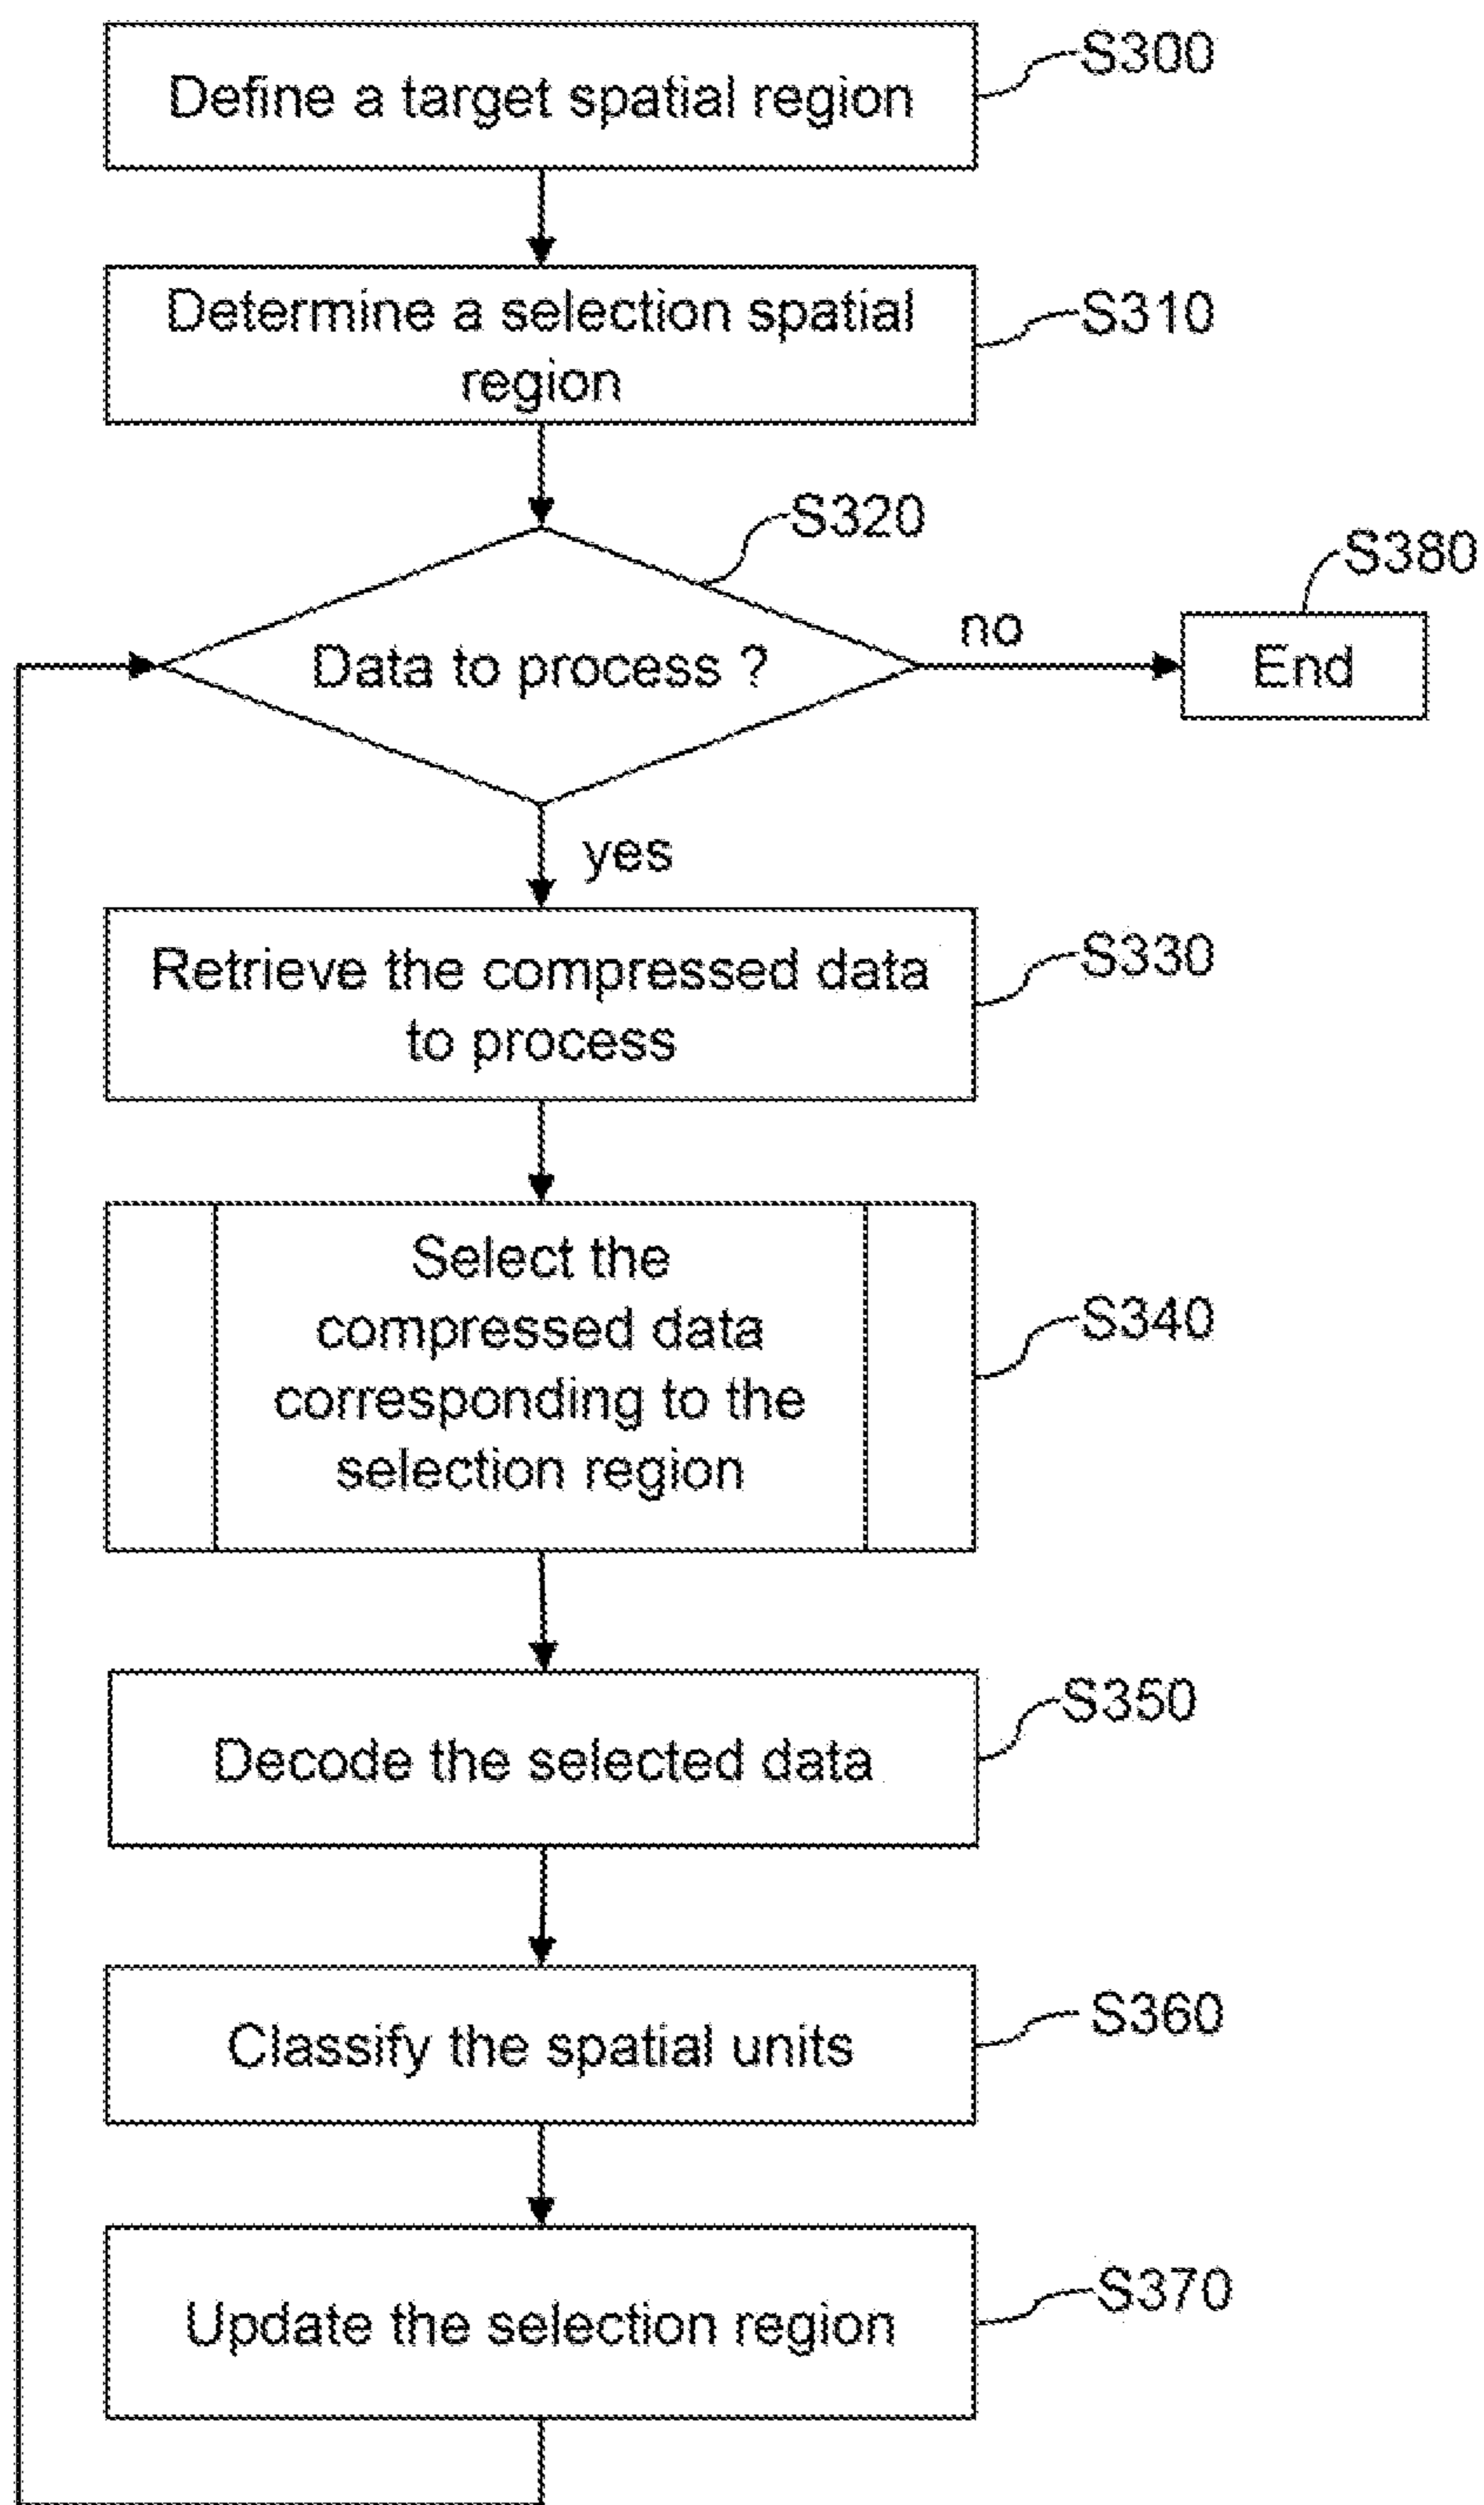 S300
Define a target spatial region
Determine a selection spatial
region
S310
S320
S380
Data to process ?
no
End
yes
Retrieve the compressed data
to process
S330
Select the
compressed data
corresponding to the
selection region
S340
S350
Decode the selected data
Classify the spatial units
S360
Update the selection region
S370